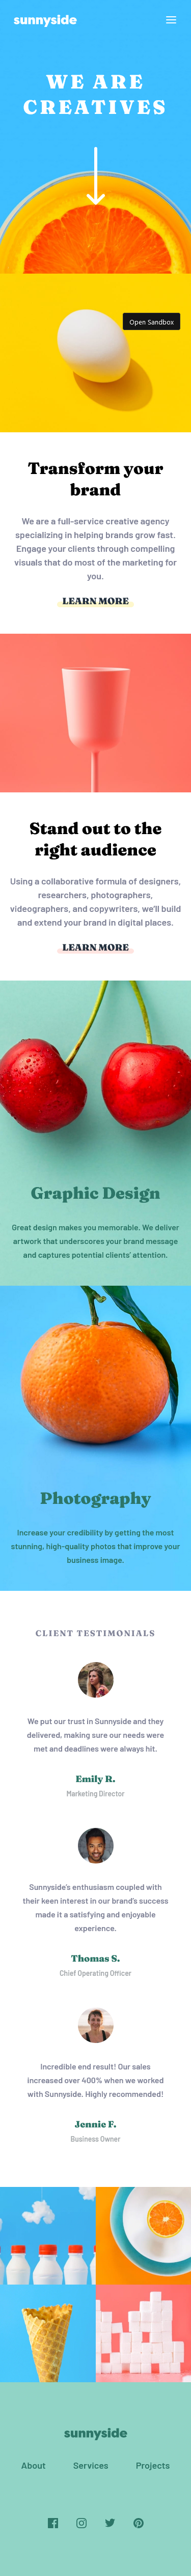 sunnyside
WE ARE
CREATIVES
Open Sandbox
Transform your
brand
We are a full-service creative agency
specializing in helping brands grow fast.
Engage your clients through compelling
visuals that do most of the marketing for
you.
LEARN MORE
Stand out to the
right audience
Using a collaborative formula of designers,
researchers, photographers,
videographers, and copywriters, we'll build
and extend your brand in digital places.
LEARN MORE
Graphic Design
Great design makes you memorable. We deliver
artwork that underscores your brand message
and captures potential clients' attention.
Photography
Increase your credibility by getting the most
stunning, high-quality photos that improve your
business image.
CLIENT TESTIMONIALS
We put our trust in Sunnyside and they
delivered, making sure our needs were
met and deadlines were always hit.
Emily R.
Marketing Director
Sunnyside's enthusiasm coupled with
their keen interest in our brand's success
made it a satisfying and enjoyable
experience.
Thomas S.
Chief Operating Officer
Incredible end result! Our sales
increased over 400% when we worked
with Sunnyside. Highly recommended!
Jennie F.
Business Owner
sunnyside
About Services Projects